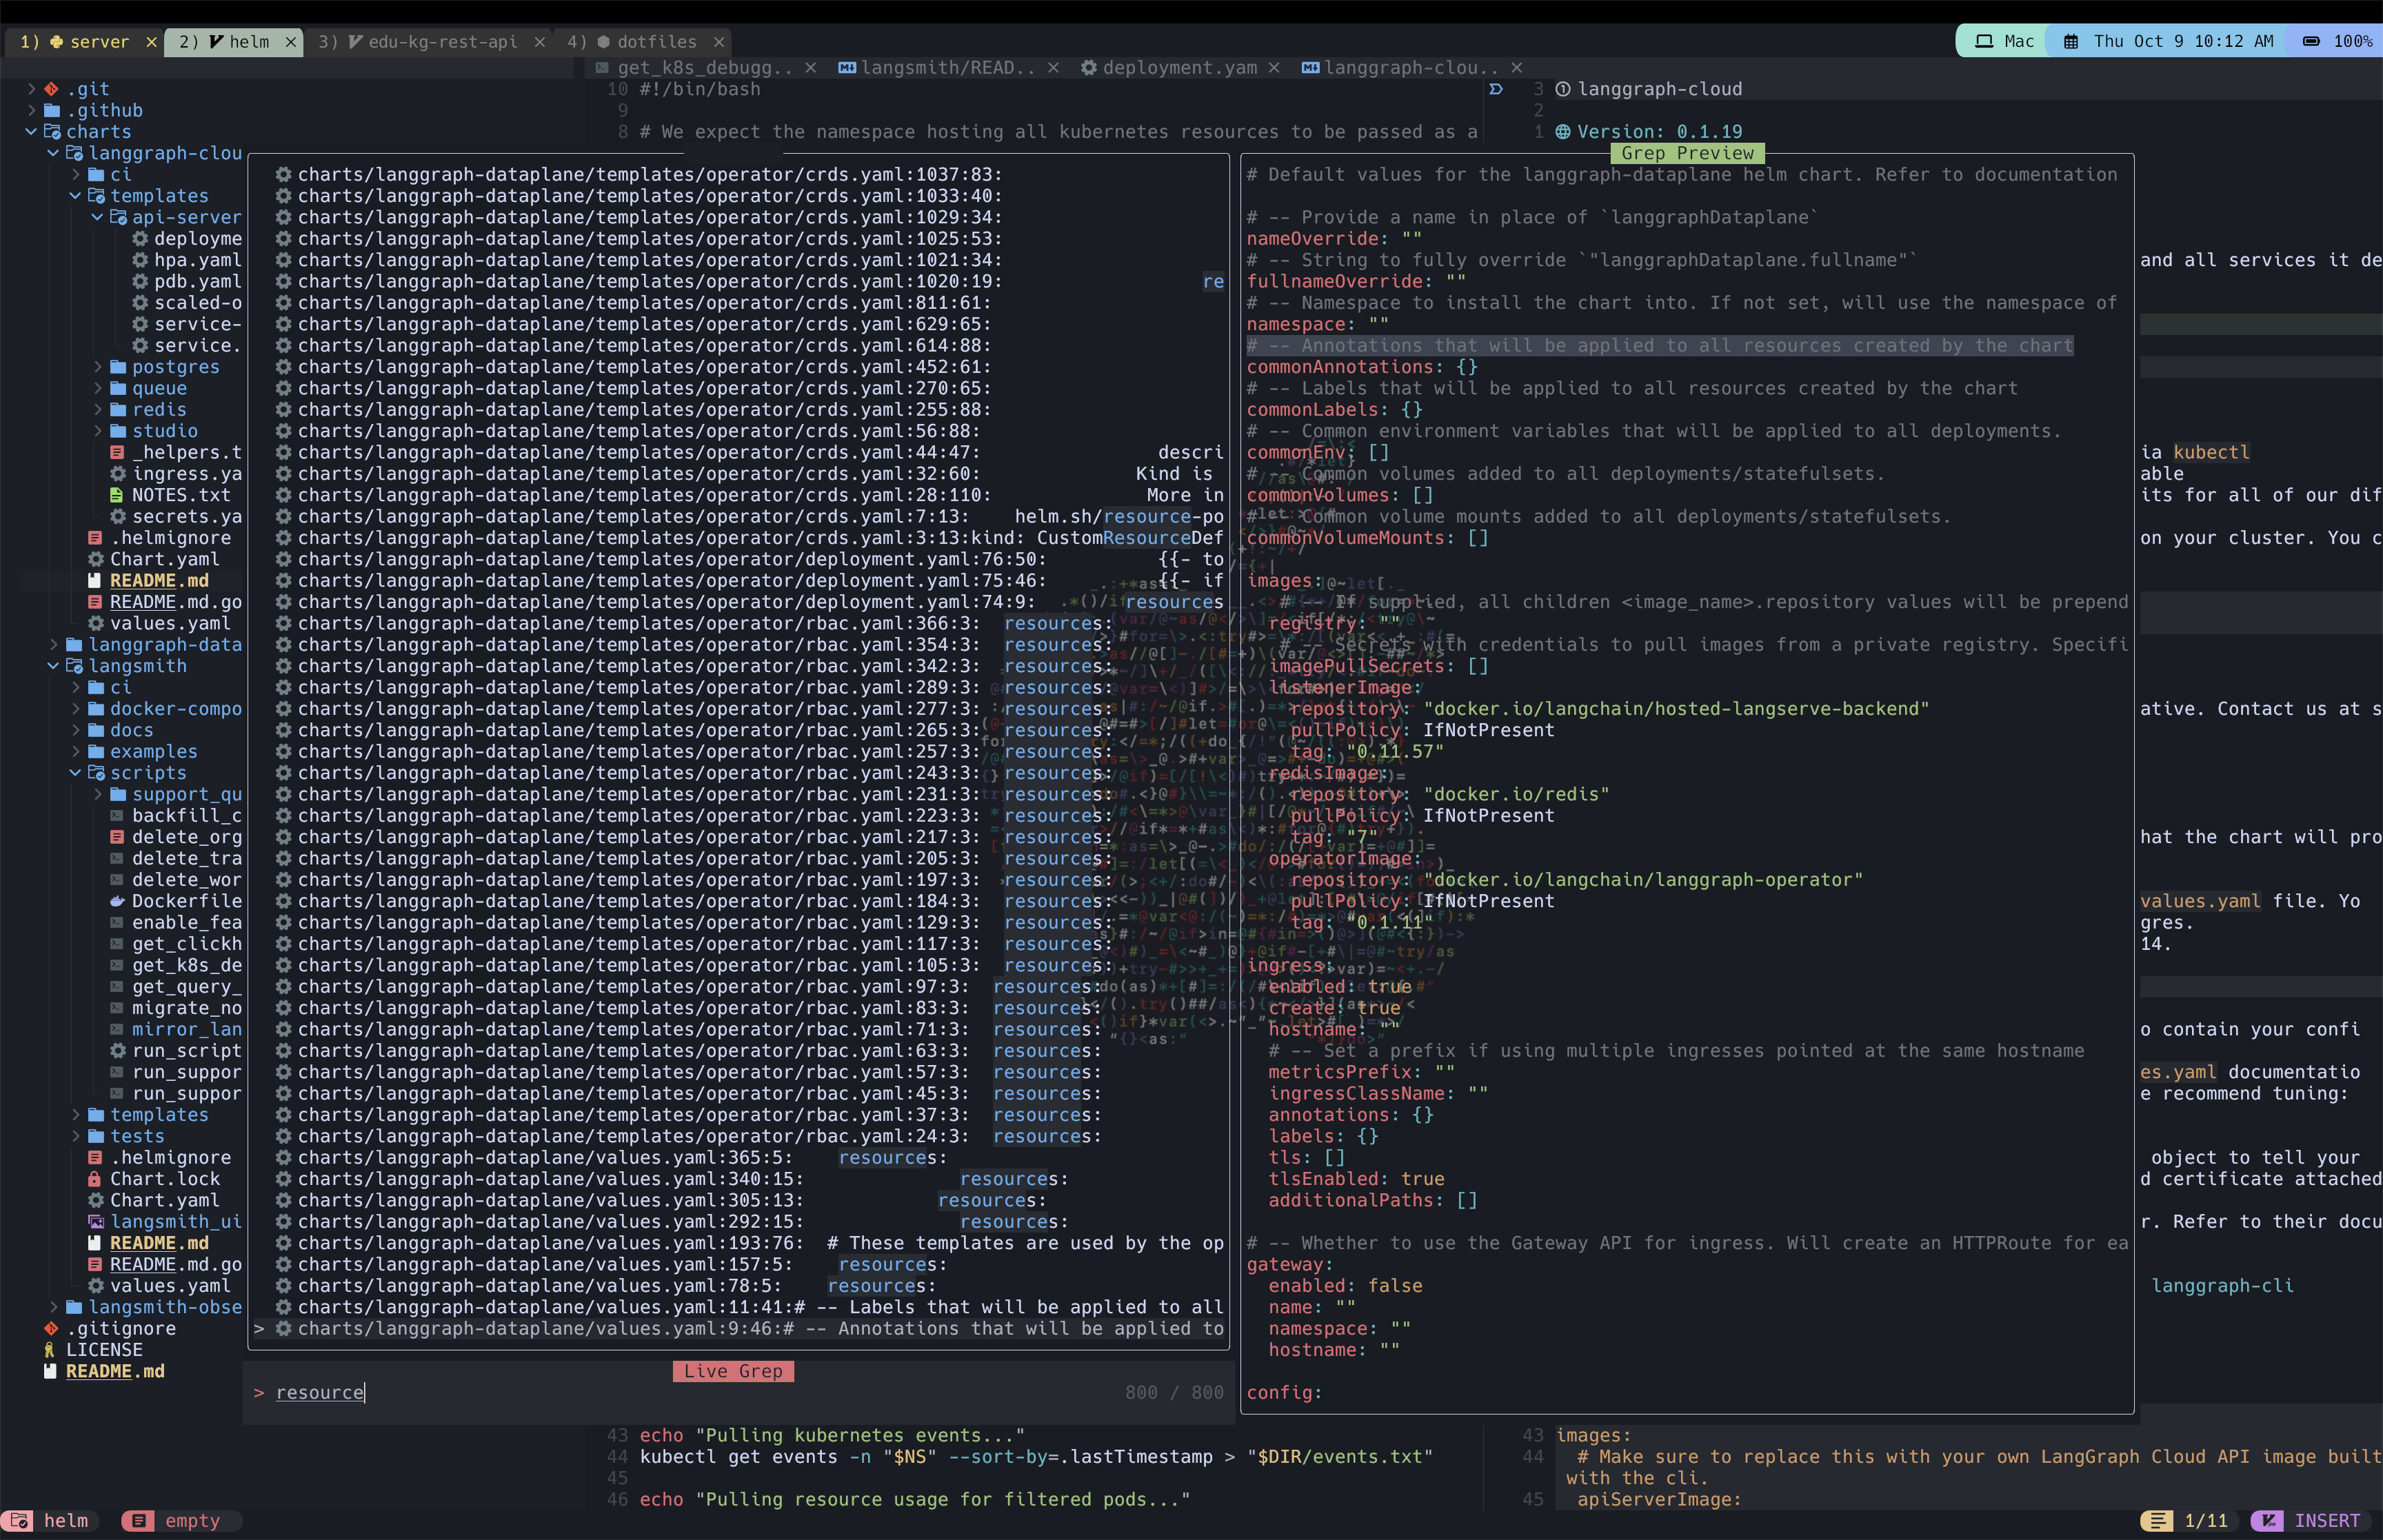 1) server × 2) helm × 3) edu-kg-rest-api × 4) dotfiles ×
Mac Thu Oct 9 10:12 AM 100%
get_k8s_debugg.. × langsmith/READ.. × deployment.yam × langgraph-clou.. ×
.git
.github
charts
langgraph-clou
ci
templates
api-server
deployme
hpa.yaml
pdb.yaml
scaled-o
service-
service.
postgres
queue
redis
studio
_helpers.t
ingress.ya
NOTES.txt
secrets.ya
.helmignore
Chart.yaml
README.md
README.md.go
values.yaml
langgraph-data
langsmith
ci
docker-compo
docs
examples
scripts
support_qu
backfill_c
delete_org
delete_tra
delete_wor
Dockerfile
enable_fea
get_clickh
get_k8s_de
get_query_
migrate_no
mirror_lan
run_script
run_suppor
run_suppor
templates
tests
.helmignore
Chart.lock
Chart.yaml
langsmith_ui
README.md
README.md.go
values.yaml
langsmith-obse
.gitignore
LICENSE
README.md
10 #!/bin/bash
9
8 # We expect the namespace hosting all kubernetes resources to be passed as a
3 langgraph-cloud
2
1 Version: 0.1.19
charts/langgraph-dataplane/templates/operator/crds.yaml:1037:83:
charts/langgraph-dataplane/templates/operator/crds.yaml:1033:40:
charts/langgraph-dataplane/templates/operator/crds.yaml:1029:34:
charts/langgraph-dataplane/templates/operator/crds.yaml:1025:53:
charts/langgraph-dataplane/templates/operator/crds.yaml:1021:34:
charts/langgraph-dataplane/templates/operator/crds.yaml:1020:19: re
charts/langgraph-dataplane/templates/operator/crds.yaml:811:61:
charts/langgraph-dataplane/templates/operator/crds.yaml:629:65:
charts/langgraph-dataplane/templates/operator/crds.yaml:614:88:
charts/langgraph-dataplane/templates/operator/crds.yaml:452:61:
charts/langgraph-dataplane/templates/operator/crds.yaml:270:65:
charts/langgraph-dataplane/templates/operator/crds.yaml:255:88:
charts/langgraph-dataplane/templates/operator/crds.yaml:56:88:
charts/langgraph-dataplane/templates/operator/crds.yaml:44:47: descri
charts/langgraph-dataplane/templates/operator/crds.yaml:32:60: Kind is
charts/langgraph-dataplane/templates/operator/crds.yaml:28:110: More in
charts/langgraph-dataplane/templates/operator/crds.yaml:7:13: helm.sh/resource-po
charts/langgraph-dataplane/templates/operator/crds.yaml:3:13:kind: CustomResourceDef
charts/langgraph-dataplane/templates/operator/deployment.yaml:76:50: {{- to
charts/langgraph-dataplane/templates/operator/deployment.yaml:75:46: {{- if
charts/langgraph-dataplane/templates/operator/deployment.yaml:74:9: resources
charts/langgraph-dataplane/templates/operator/rbac.yaml:366:3: resources:
charts/langgraph-dataplane/templates/operator/rbac.yaml:354:3: resources:
charts/langgraph-dataplane/templates/operator/rbac.yaml:342:3: resources:
charts/langgraph-dataplane/templates/operator/rbac.yaml:289:3: resources:
charts/langgraph-dataplane/templates/operator/rbac.yaml:277:3: resources:
charts/langgraph-dataplane/templates/operator/rbac.yaml:265:3: resources:
charts/langgraph-dataplane/templates/operator/rbac.yaml:257:3: resources:
charts/langgraph-dataplane/templates/operator/rbac.yaml:243:3: resources:
charts/langgraph-dataplane/templates/operator/rbac.yaml:231:3: resources:
charts/langgraph-dataplane/templates/operator/rbac.yaml:223:3: resources:
charts/langgraph-dataplane/templates/operator/rbac.yaml:217:3: resources:
charts/langgraph-dataplane/templates/operator/rbac.yaml:205:3: resources:
charts/langgraph-dataplane/templates/operator/rbac.yaml:197:3: resources:
charts/langgraph-dataplane/templates/operator/rbac.yaml:184:3: resources:
charts/langgraph-dataplane/templates/operator/rbac.yaml:129:3: resources:
charts/langgraph-dataplane/templates/operator/rbac.yaml:117:3: resources:
charts/langgraph-dataplane/templates/operator/rbac.yaml:105:3: resources:
charts/langgraph-dataplane/templates/operator/rbac.yaml:97:3: resources:
charts/langgraph-dataplane/templates/operator/rbac.yaml:83:3: resources:
charts/langgraph-dataplane/templates/operator/rbac.yaml:71:3: resources:
charts/langgraph-dataplane/templates/operator/rbac.yaml:63:3: resources:
charts/langgraph-dataplane/templates/operator/rbac.yaml:57:3: resources:
charts/langgraph-dataplane/templates/operator/rbac.yaml:45:3: resources:
charts/langgraph-dataplane/templates/operator/rbac.yaml:37:3: resources:
charts/langgraph-dataplane/templates/operator/rbac.yaml:24:3: resources:
charts/langgraph-dataplane/values.yaml:365:5: resources:
charts/langgraph-dataplane/values.yaml:340:15: resources:
charts/langgraph-dataplane/values.yaml:305:13: resources:
charts/langgraph-dataplane/values.yaml:292:15: resources:
charts/langgraph-dataplane/values.yaml:193:76: # These templates are used by the op
charts/langgraph-dataplane/values.yaml:157:5: resources:
charts/langgraph-dataplane/values.yaml:78:5: resources:
charts/langgraph-dataplane/values.yaml:11:41:# -- Labels that will be applied to all
> charts/langgraph-dataplane/values.yaml:9:46:# -- Annotations that will be applied to
Live Grep
> resource 800 / 800
Grep Preview
# Default values for the langgraph-dataplane helm chart. Refer to documentation
# -- Provide a name in place of `langgraphDataplane`
nameOverride: ""
# -- String to fully override `"langgraphDataplane.fullname"`
fullnameOverride: ""
# -- Namespace to install the chart into. If not set, will use the namespace of
namespace: ""
# -- Annotations that will be applied to all resources created by the chart
commonAnnotations: {}
# -- Labels that will be applied to all resources created by the chart
commonLabels: {}
# -- Common environment variables that will be applied to all deployments.
commonEnv: []
# -- Common volumes added to all deployments/statefulsets.
commonVolumes: []
# -- Common volume mounts added to all deployments/statefulsets.
commonVolumeMounts: []
images:
# -- If supplied, all children <image_name>.repository values will be prepend
registry: ""
# -- Secrets with credentials to pull images from a private registry. Specifi
imagePullSecrets: []
listenerImage:
repository: "docker.io/langchain/hosted-langserve-backend"
pullPolicy: IfNotPresent
tag: "0.11.57"
redisImage:
repository: "docker.io/redis"
pullPolicy: IfNotPresent
tag: "7"
operatorImage:
repository: "docker.io/langchain/langgraph-operator"
pullPolicy: IfNotPresent
tag: "0.1.11"
ingress:
enabled: true
create: true
hostname: ""
# -- Set a prefix if using multiple ingresses pointed at the same hostname
metricsPrefix: ""
ingressClassName: ""
annotations: {}
labels: {}
tls: []
tlsEnabled: true
additionalPaths: []
# -- Whether to use the Gateway API for ingress. Will create an HTTPRoute for ea
gateway:
enabled: false
name: ""
namespace: ""
hostname: ""
config:
and all services it de
ia kubectl
able
its for all of our dif
on your cluster. You c
ative. Contact us at s
hat the chart will pro
values.yaml file. Yo
gres.
14.
o contain your confi
es.yaml documentatio
e recommend tuning:
object to tell your
d certificate attached
r. Refer to their docu
langgraph-cli
43 echo "Pulling kubernetes events..."
44 kubectl get events -n "$NS" --sort-by=.lastTimestamp > "$DIR/events.txt"
45
46 echo "Pulling resource usage for filtered pods..."
43 images:
44 # Make sure to replace this with your own LangGraph Cloud API image built
with the cli.
45 apiServerImage:
helm empty
1/11 INSERT